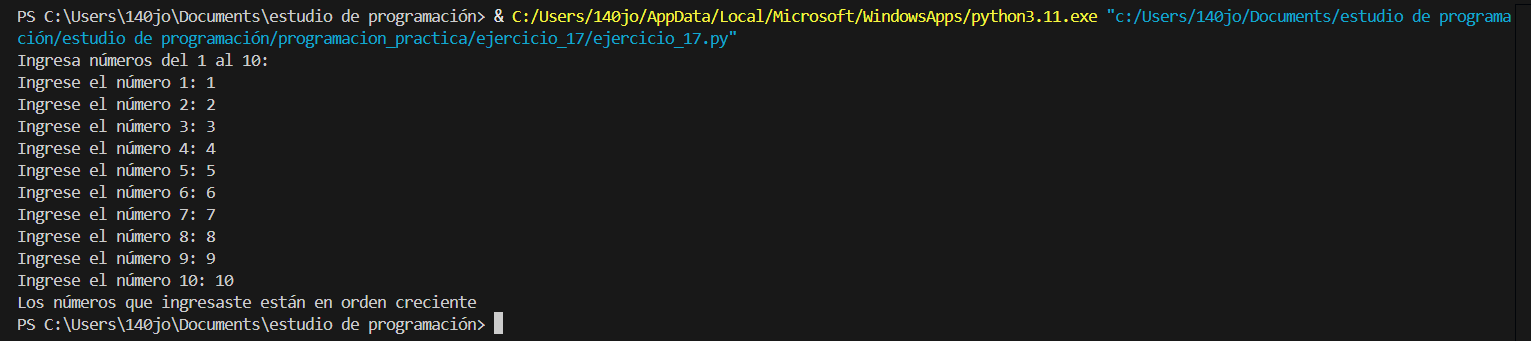 PS C:\Users\140jo\Documents\estudio de programación> & C:/Users/140jo/AppData/Local/Microsoft/WindowsApps/python3.11.exe "c:/Users/140jo/Documents/estudio de programa
ción/estudio de programación/programacion_practica/ejercicio_17/ejercicio_17.py"
Ingresa números del 1 al 10:
Ingrese el número 1: 1
Ingrese el número 2: 2
Ingrese el número 3: 3
Ingrese el número 4: 4
Ingrese el número 5: 5
Ingrese el número 6: 6
Ingrese el número 7: 7
Ingrese el número 8: 8
Ingrese el número 9: 9
Ingrese el número 10: 10
Los números que ingresaste están en orden creciente
PS C:\Users\140jo\Documents\estudio de programación>